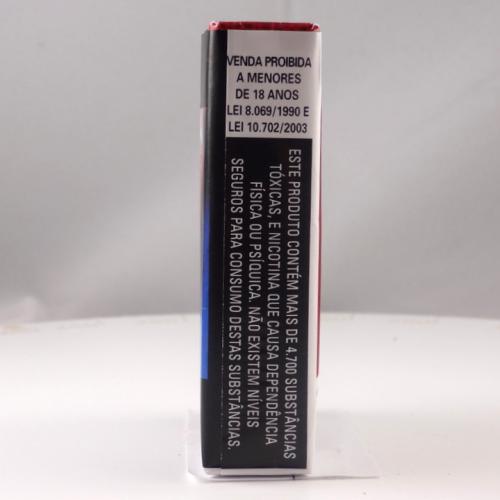 VENDA PROIBIDA
A MENORES
DE 18 ANOS
LEI 8.069/1990 E
LEI 10.702/2003
ESTE PRODUTO CONTÉM MAIS DE 4.700 SUBSTÂNCIAS
TÓXICAS, E NICOTINA QUE CAUSA DEPENDÊNCIA
FÍSICA OU PSÍQUICA. NÃO EXISTEM NÍVEIS
SEGUROS PARA CONSUMO DESTAS SUBSTÂNCIAS.